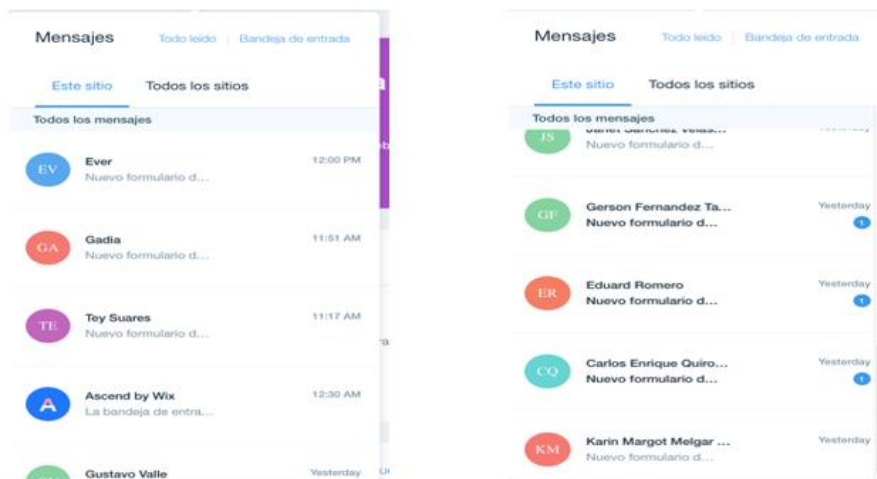 Mensajes Todo leído Bandeja de entrada
Este sitio Todos los sitios
Todos los mensajes
EV Ever 12:00 PM
Nuevo formulario d...
GA Gadia 11:51 AM
Nuevo formulario d...
TE Tey Suares 11:17 AM
Nuevo formulario d...
A Ascend by Wix 12:30 AM
La bandeja de entra...
Gustavo Valle Yesterday
Mensajes Todo leído Bandeja de entrada
Este sitio Todos los sitios
Todos los mensajes
JS
Nuevo formulario d...
GF Gerson Fernandez Ta... Yesterday
Nuevo formulario d... 1
ER Eduard Romero Yesterday
Nuevo formulario d... 1
CQ Carlos Enrique Quiro... Yesterday
Nuevo formulario d... 1
KM Karin Margot Melgar ... Yesterday
Nuevo formulario d...